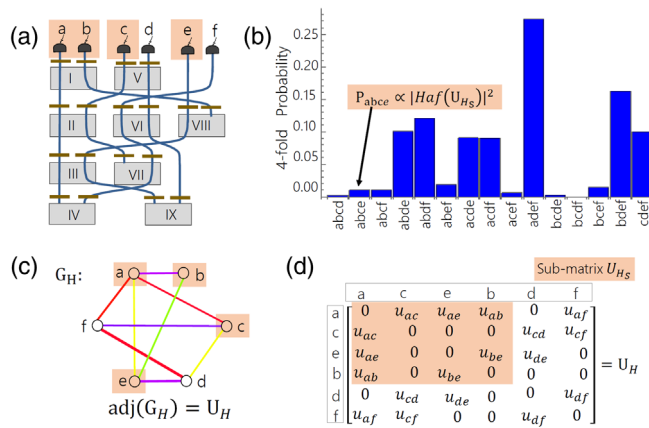 (a)
a b c d e f
I V
II VI VIII
III VII
IV IX
(b)
4-fold Probability
0.25
0.20
0.15
0.10
0.05
0.00
P_abce ∝ |Haf(U_{H_S})|²
abcd abce abcf abde abdf abef acde acdf acef adef bcde bcdf bcef bdef cdef
(c)
G_H:
a b
f c
e d
adj(G_H) = U_H
(d)
Sub-matrix U_{H_S}
a c e b d f
a 0 u_ac u_ae u_ab 0 u_af
c u_ac 0 0 0 u_cd u_cf
e u_ae 0 0 u_be u_de 0
b u_ab 0 u_be 0 0 0
d 0 u_cd u_de 0 0 u_df
f u_af u_cf 0 0 u_df 0
= U_H